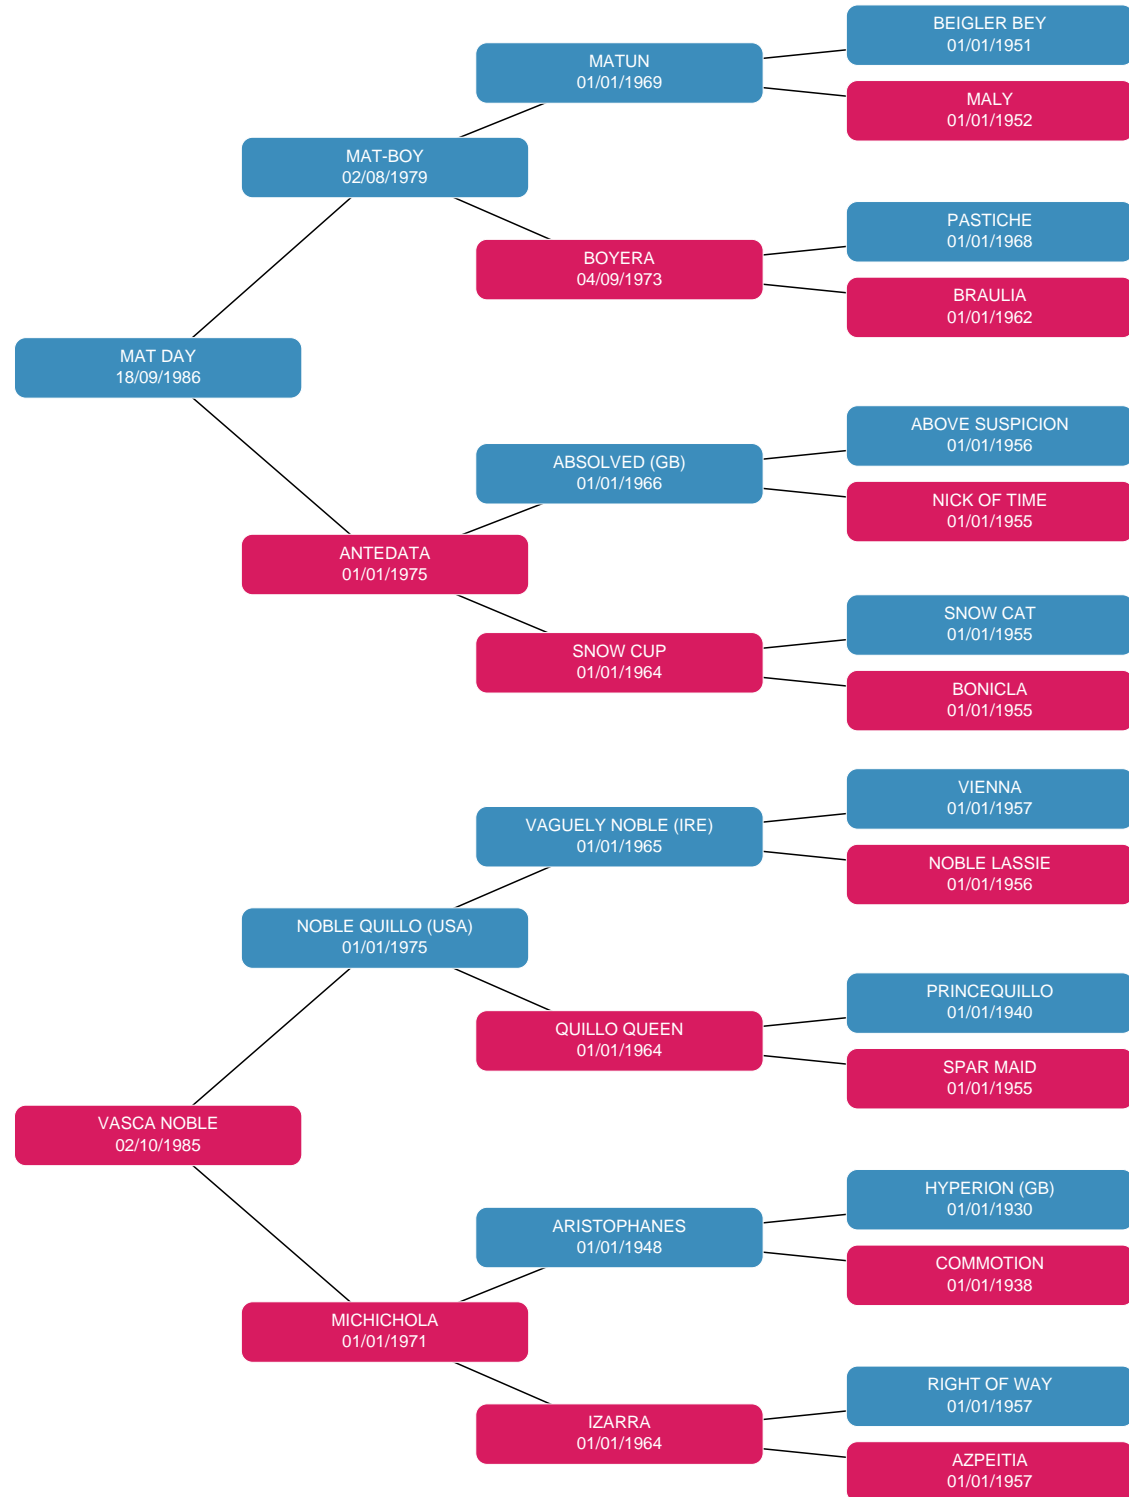 BEIGLER BEY
01/01/1951
MATUN
01/01/1969
MALY
01/01/1952
MAT-BOY
02/08/1979
PASTICHE
01/01/1968
BOYERA
04/09/1973
BRAULIA
01/01/1962
MAT DAY
18/09/1986
ABOVE SUSPICION
01/01/1956
ABSOLVED (GB)
01/01/1966
NICK OF TIME
01/01/1955
ANTEDATA
01/01/1975
SNOW CAT
01/01/1955
SNOW CUP
01/01/1964
BONICLA
01/01/1955
VIENNA
01/01/1957
VAGUELY NOBLE (IRE)
01/01/1965
NOBLE LASSIE
01/01/1956
NOBLE QUILLO (USA)
01/01/1975
PRINCEQUILLO
01/01/1940
QUILLO QUEEN
01/01/1964
SPAR MAID
01/01/1955
VASCA NOBLE
02/10/1985
HYPERION (GB)
01/01/1930
ARISTOPHANES
01/01/1948
COMMOTION
01/01/1938
MICHICHOLA
01/01/1971
RIGHT OF WAY
01/01/1957
IZARRA
01/01/1964
AZPEITIA
01/01/1957